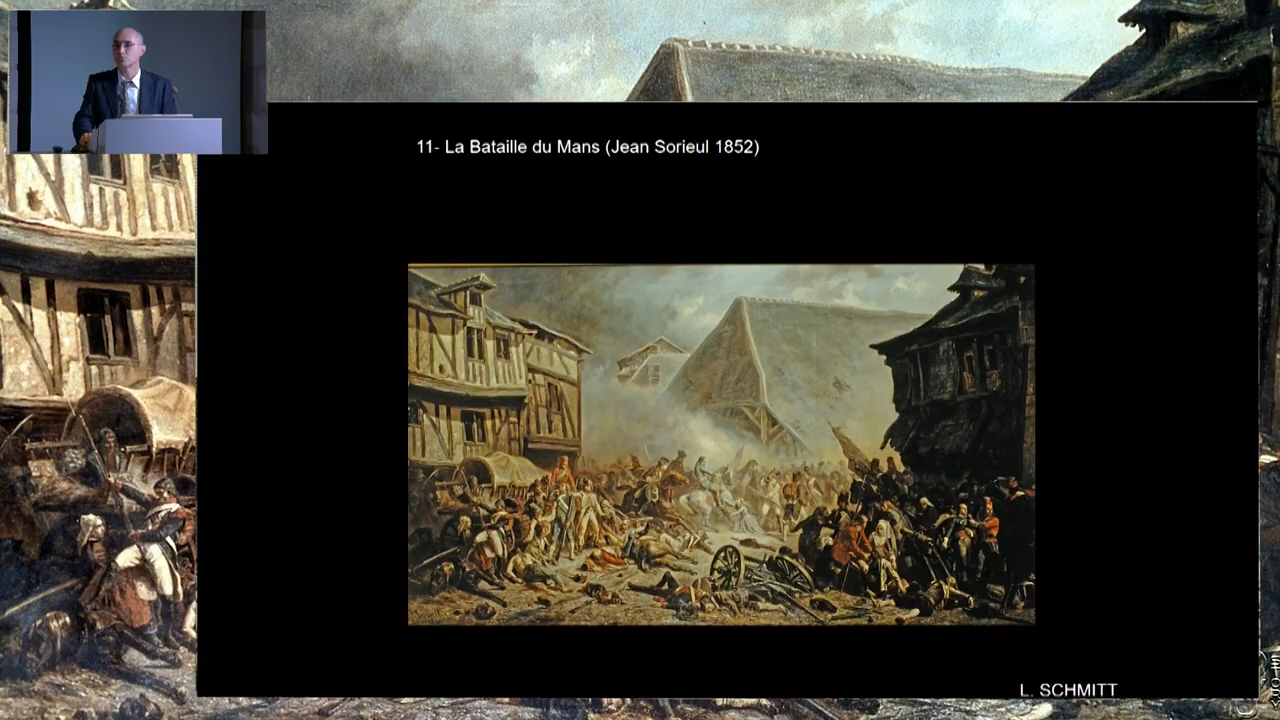 11- La Bataille du Mans (Jean Sorieul 1852)
L. SCHMITT